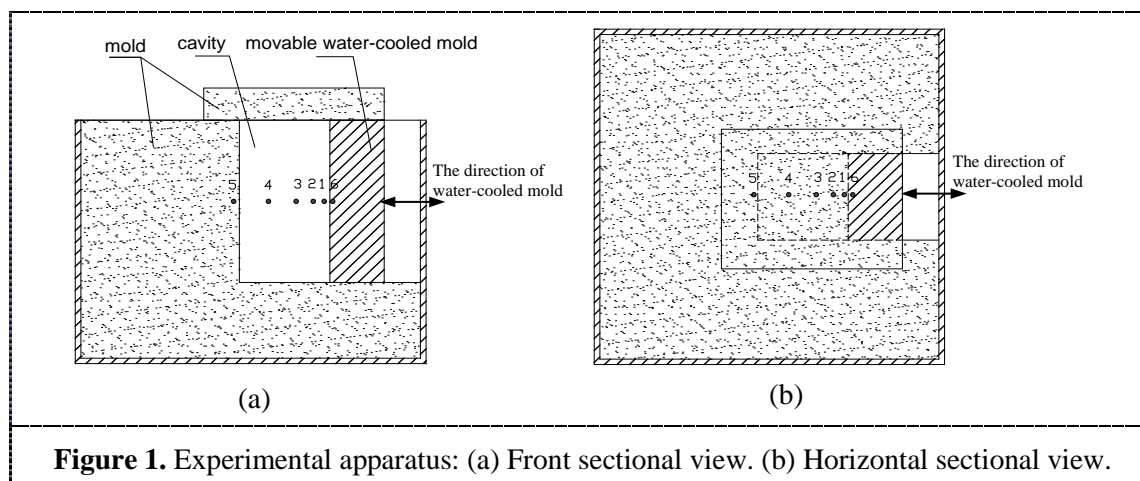 mold cavity movable water-cooled mold
5 4 3 2 1 6
The direction of
water-cooled mold
(a)
5 4 3 2 1 6
The direction of
water-cooled mold
(b)
Figure 1. Experimental apparatus: (a) Front sectional view. (b) Horizontal sectional view.